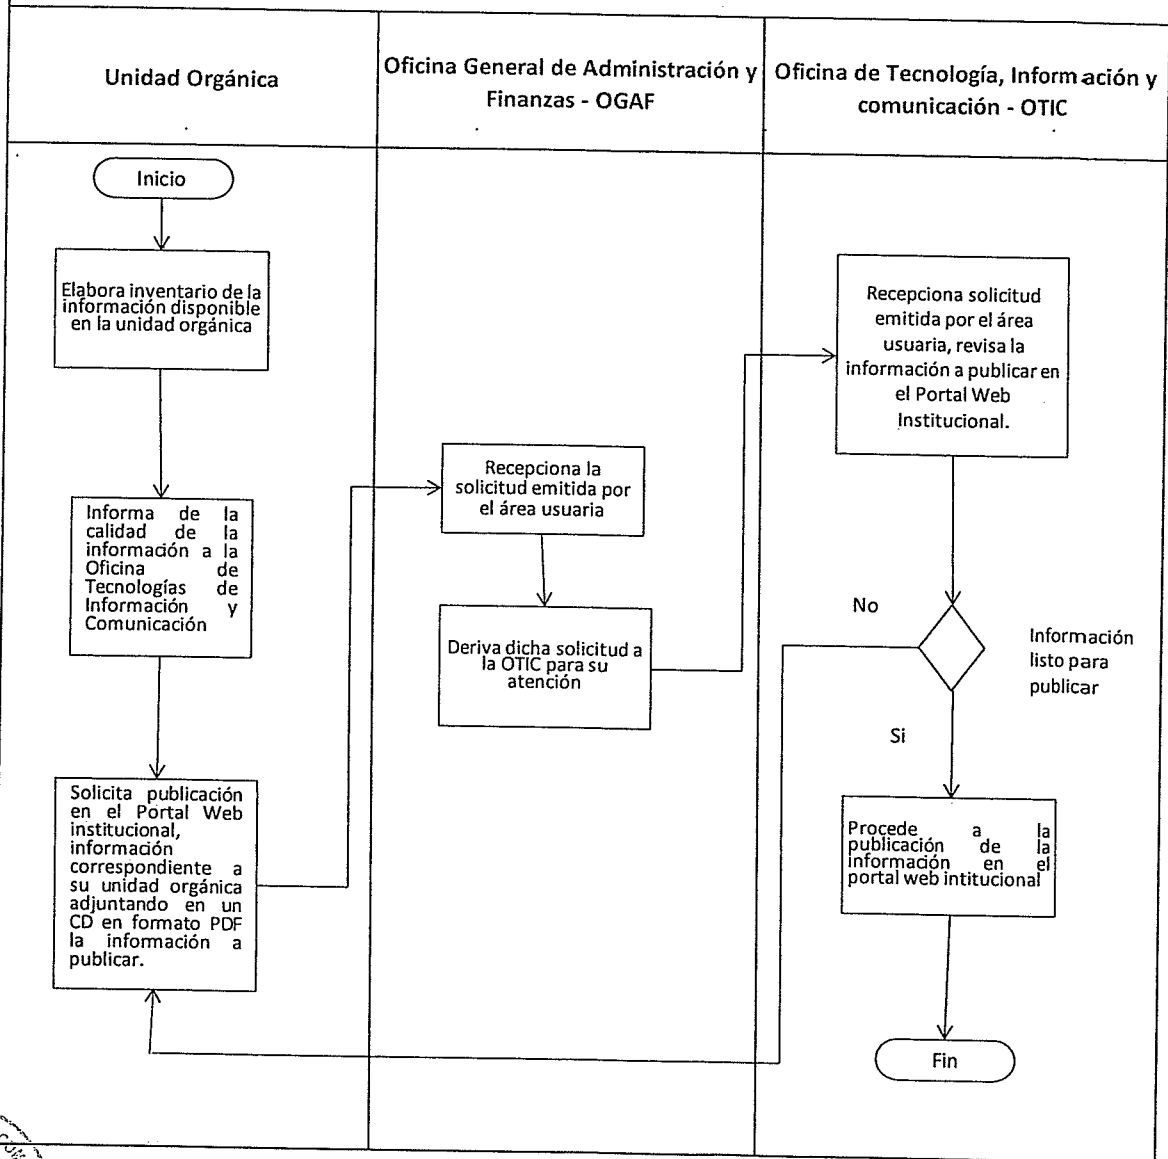 Unidad Orgánica
Oficina General de Administración y
Finanzas - OGAF
Oficina de Tecnología, Información y
comunicación - OTIC
Inicio
Elabora inventario de la
información disponible
en la unidad orgánica
Informa de la
calidad de la
información a la
Oficina de
Tecnologías de
Información y
Comunicación
Solicita publicación
en el Portal Web
institucional,
información
correspondiente a
su unidad orgánica
adjuntando en un
CD en formato PDF
la información a
publicar.
Recepciona la
solicitud emitida por
el área usuaria
Deriva dicha solicitud a
la OTIC para su
atención
Recepciona solicitud
emitida por el área
usuaria, revisa la
información a publicar en
el Portal Web
Institucional.
No
Información
listo para
publicar
Si
Procede a la
publicación de la
información en el
portal web intitucional
Fin